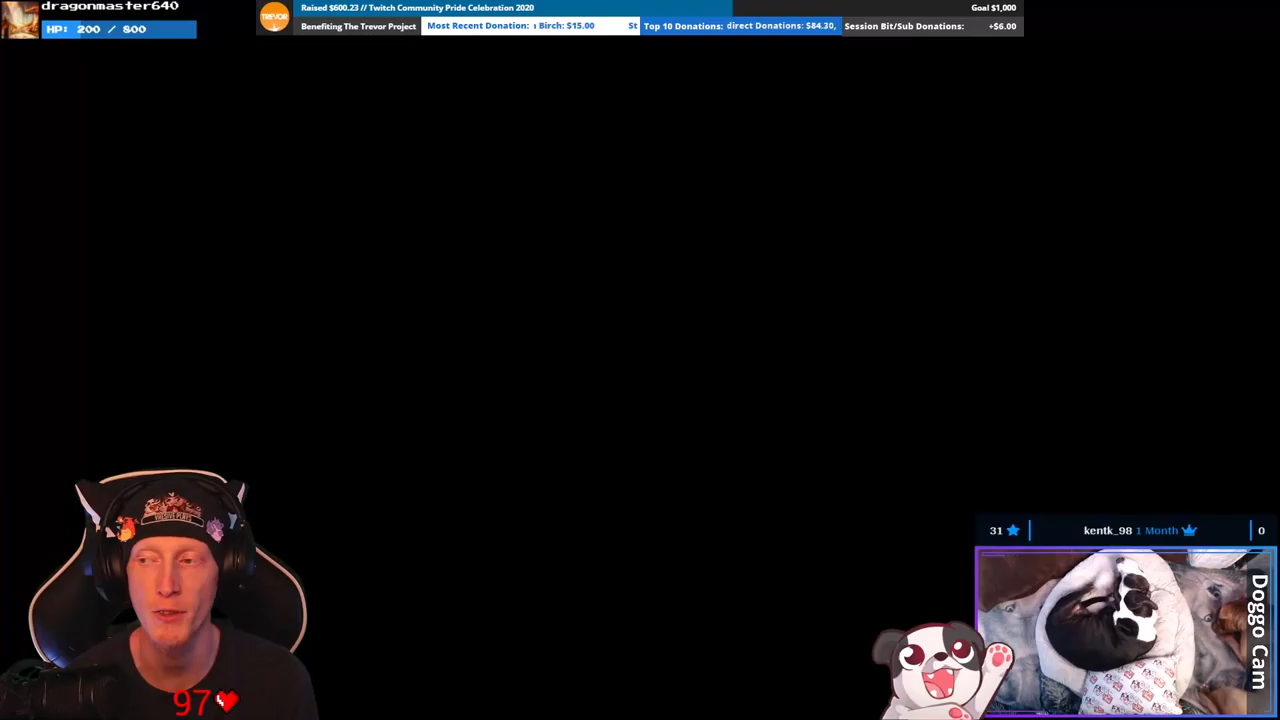 dragonmaster640
HP: 200 / 800
TREVOR
Raised $600.23 // Twitch Community Pride Celebration 2020
Goal $1,000
Benefiting The Trevor Project
Most Recent Donation: ı Birch: $15.00 St
Top 10 Donations: direct Donations: $84.30,
Session Bit/Sub Donations: +$6.00
97
31
kentk_98 1 Month
0
Doggo Cam